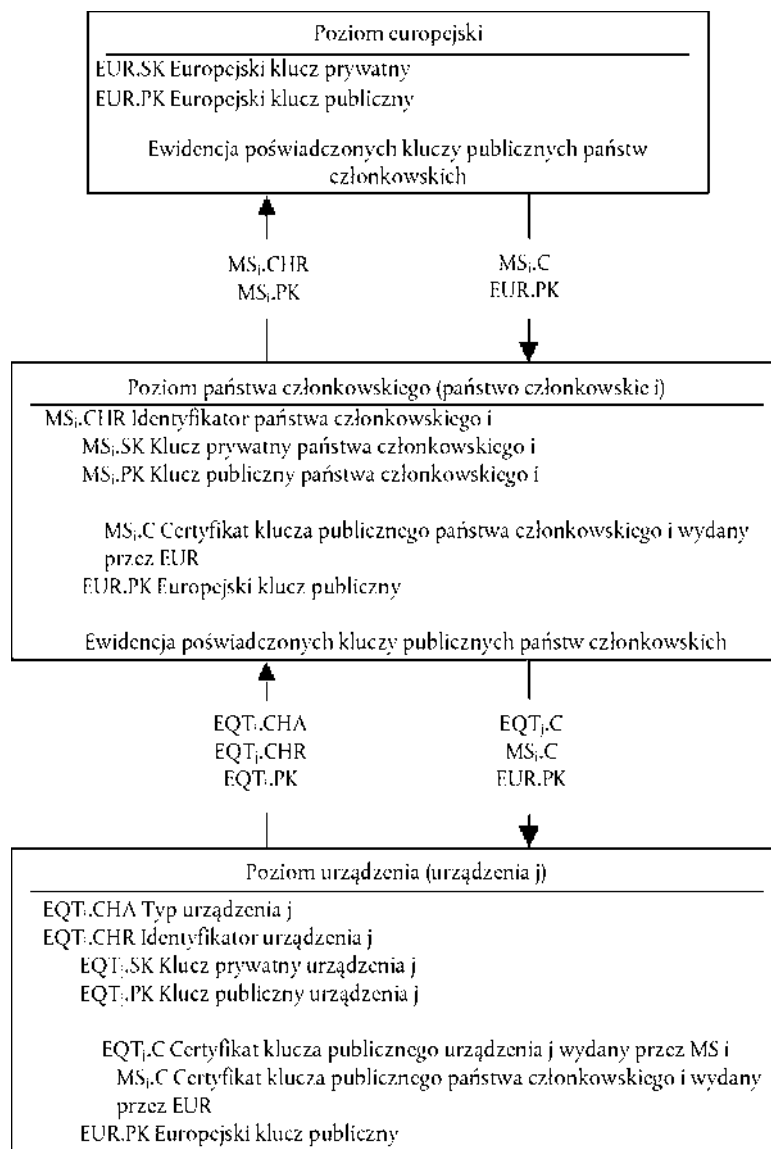 Poziom europejski
EUR.SK Europejski klucz prywatny
EUR.PK Europejski klucz publiczny
Ewidencja poświadczonych kluczy publicznych państw
członkowskich
MSᵢ.CHR
MSᵢ.PK
MSᵢ.C
EUR.PK
Poziom państwa członkowskiego (państwo członkowskie i)
MSᵢ.CHR Identyfikator państwa członkowskiego i
MSᵢ.SK Klucz prywatny państwa członkowskiego i
MSᵢ.PK Klucz publiczny państwa członkowskiego i
MSᵢ.C Certyfikat klucza publicznego państwa członkowskiego i wydany
przez EUR
EUR.PK Europejski klucz publiczny
Ewidencja poświadczonych kluczy publicznych państw członkowskich
EQTⱼ.CHA
EQTⱼ.CHR
EQTⱼ.PK
EQTⱼ.C
MSᵢ.C
EUR.PK
Poziom urządzenia (urządzenia j)
EQTⱼ.CHA Typ urządzenia j
EQTⱼ.CHR Identyfikator urządzenia j
EQTⱼ.SK Klucz prywatny urządzenia j
EQTⱼ.PK Klucz publiczny urządzenia j
EQTⱼ.C Certyfikat klucza publicznego urządzenia j wydany przez MS i
MSᵢ.C Certyfikat klucza publicznego państwa członkowskiego i wydany
przez EUR
EUR.PK Europejski klucz publiczny